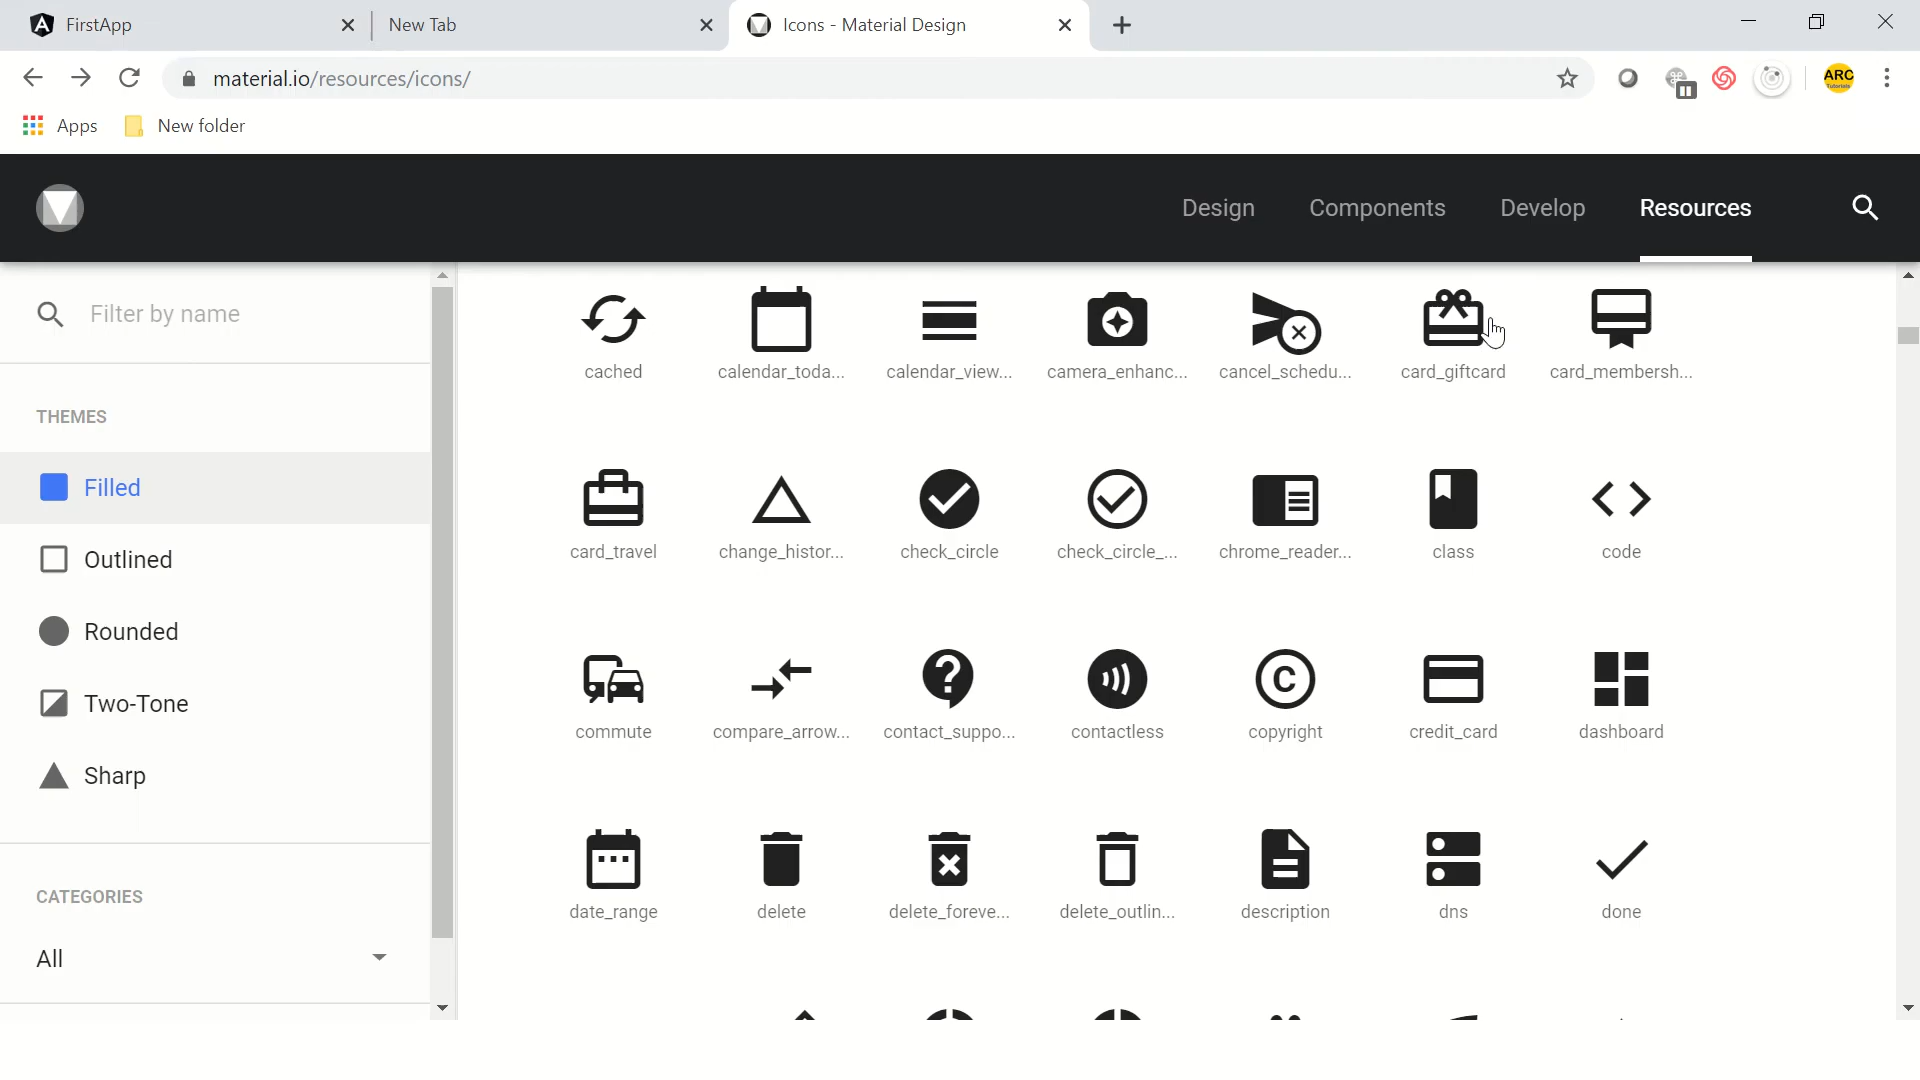 FirstApp
New Tab
Icons - Material Design
material.io/resources/icons/
ARC
Apps
New folder
Design
Components
Develop
Resources
Filter by name
THEMES
Filled
Outlined
Rounded
Two-Tone
Sharp
CATEGORIES
All
cached
calendar_toda...
calendar_view...
camera_enhanc...
cancel_schedu...
card_giftcard
card_membersh...
card_travel
change_histor...
check_circle
check_circle_...
chrome_reader...
class
code
commute
compare_arrow...
contact_suppo...
contactless
copyright
credit_card
dashboard
date_range
delete
delete_foreve...
delete_outlin...
description
dns
done